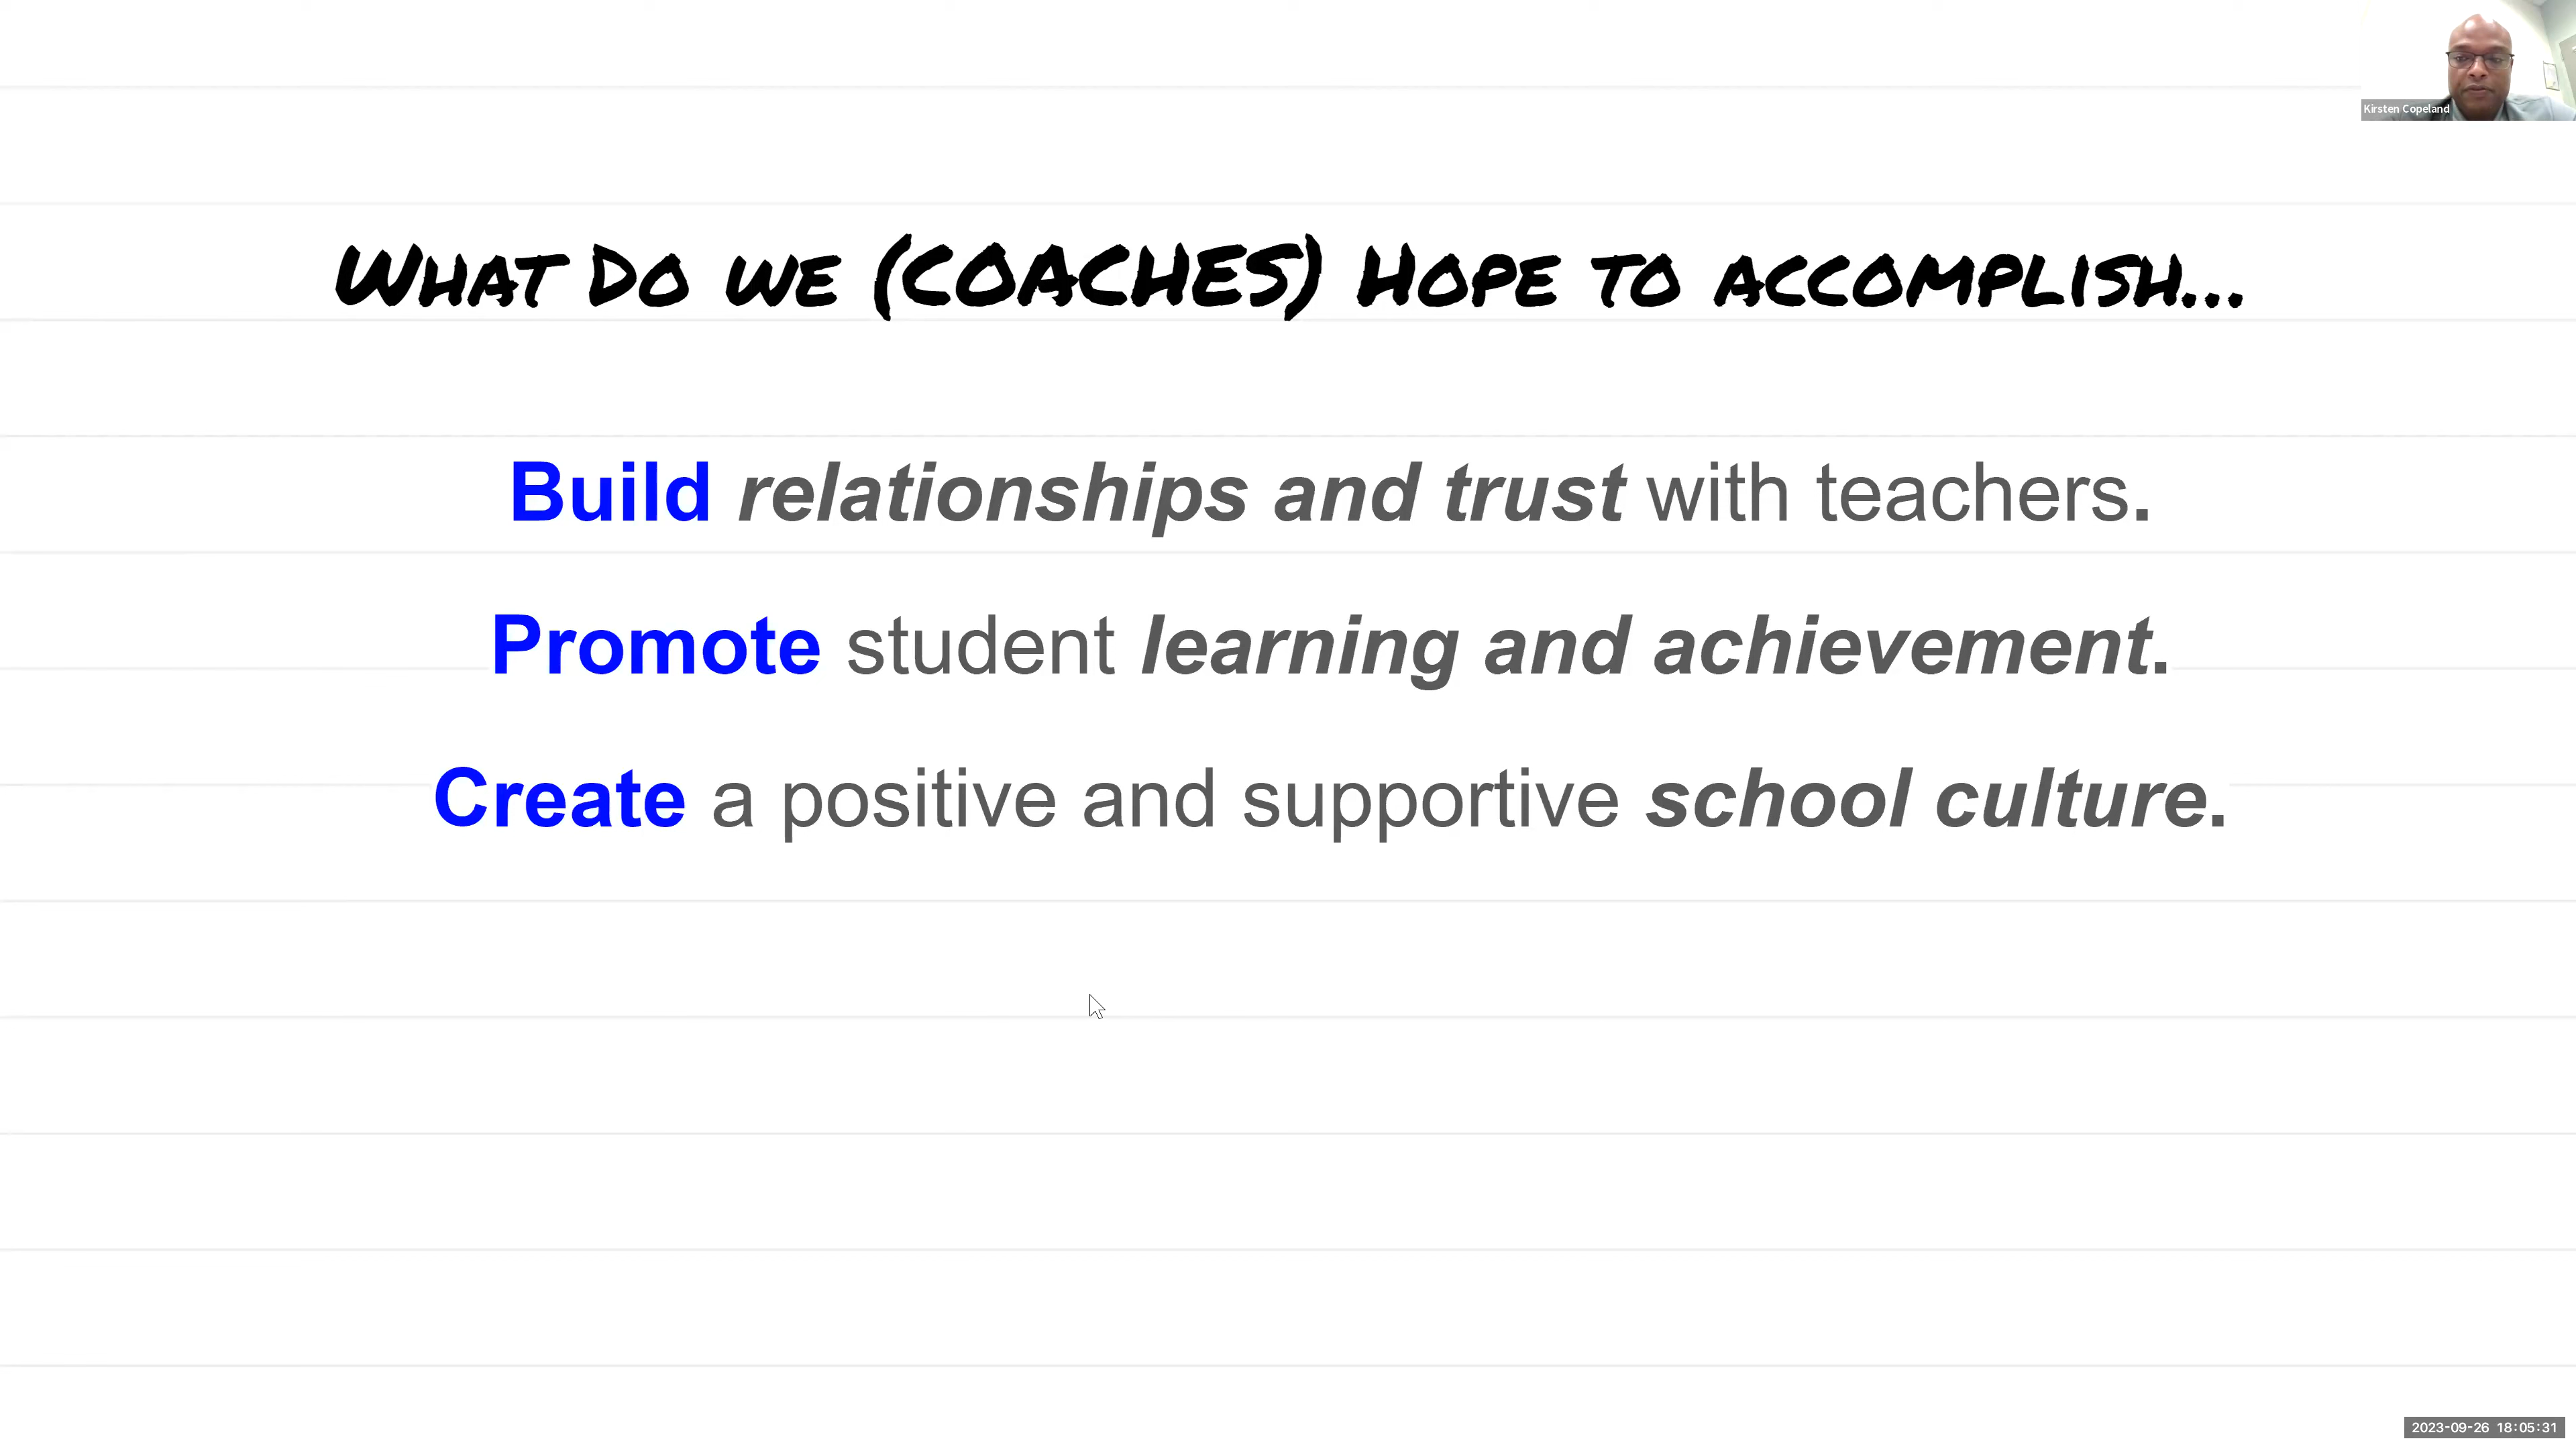 Kirsten Copeland
What Do we (COACHES) Hope to accomplish...
Build relationships and trust with teachers.
Promote student learning and achievement.
Create a positive and supportive school culture.
2023-09-26 18:05:31